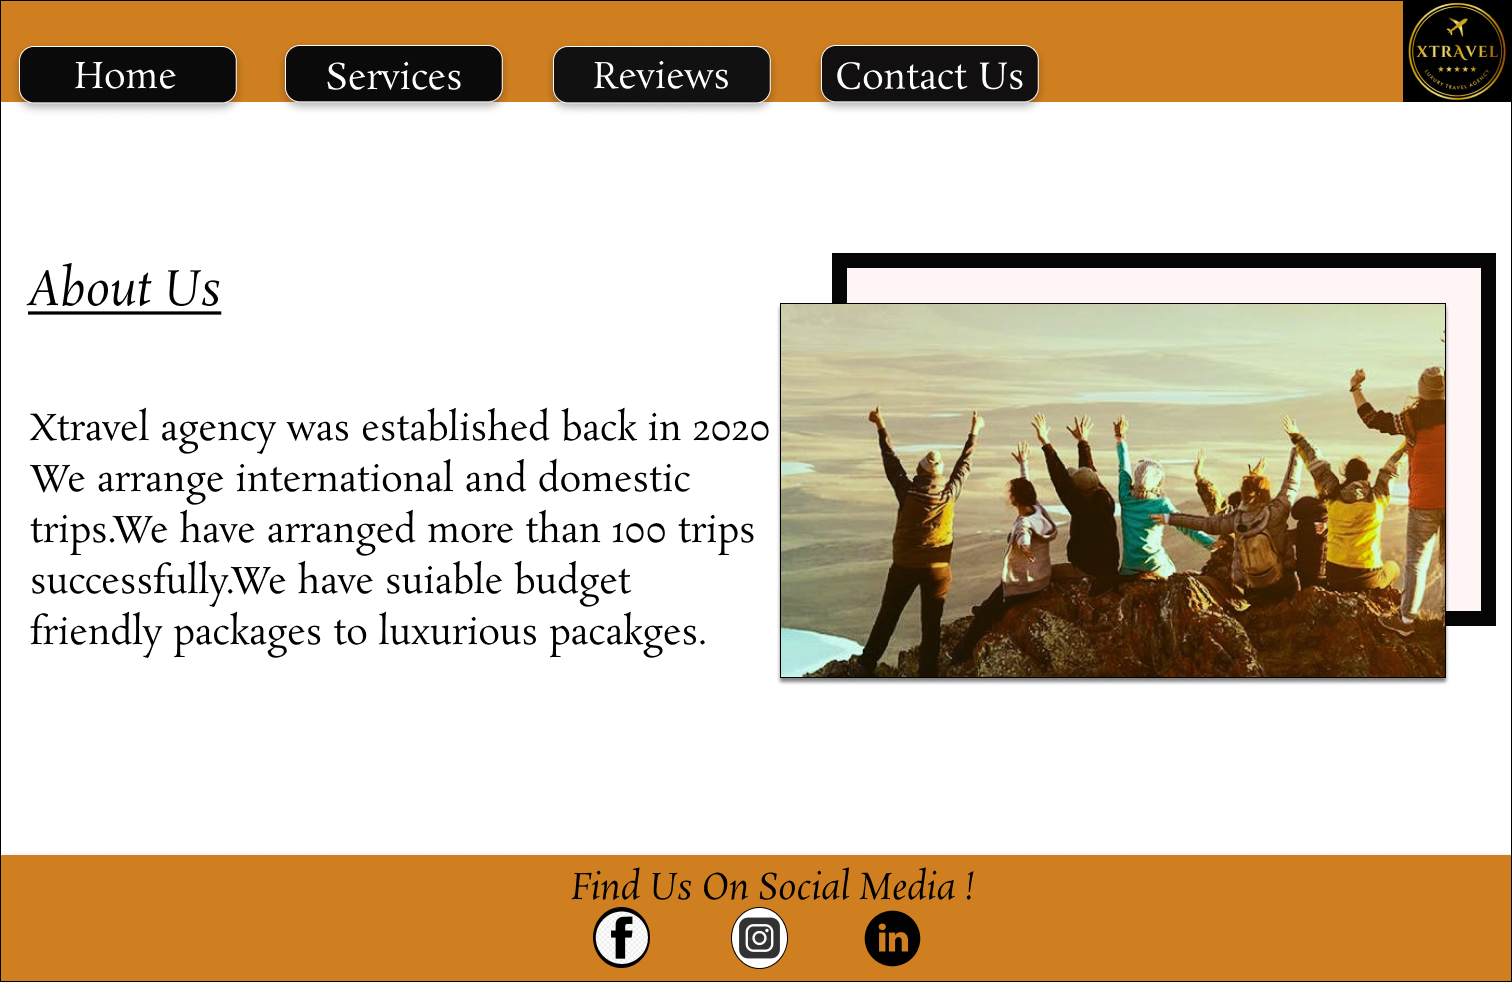 Home
Services
Reviews
Contact Us
XTRAVEL
LUXURY TRAVEL AGENCY
About Us
Xtravel agency was established back in 2020
We arrange international and domestic
trips.We have arranged more than 100 trips
successfully.We have suiable budget
friendly packages to luxurious pacakges.
Find Us On Social Media !
f
in